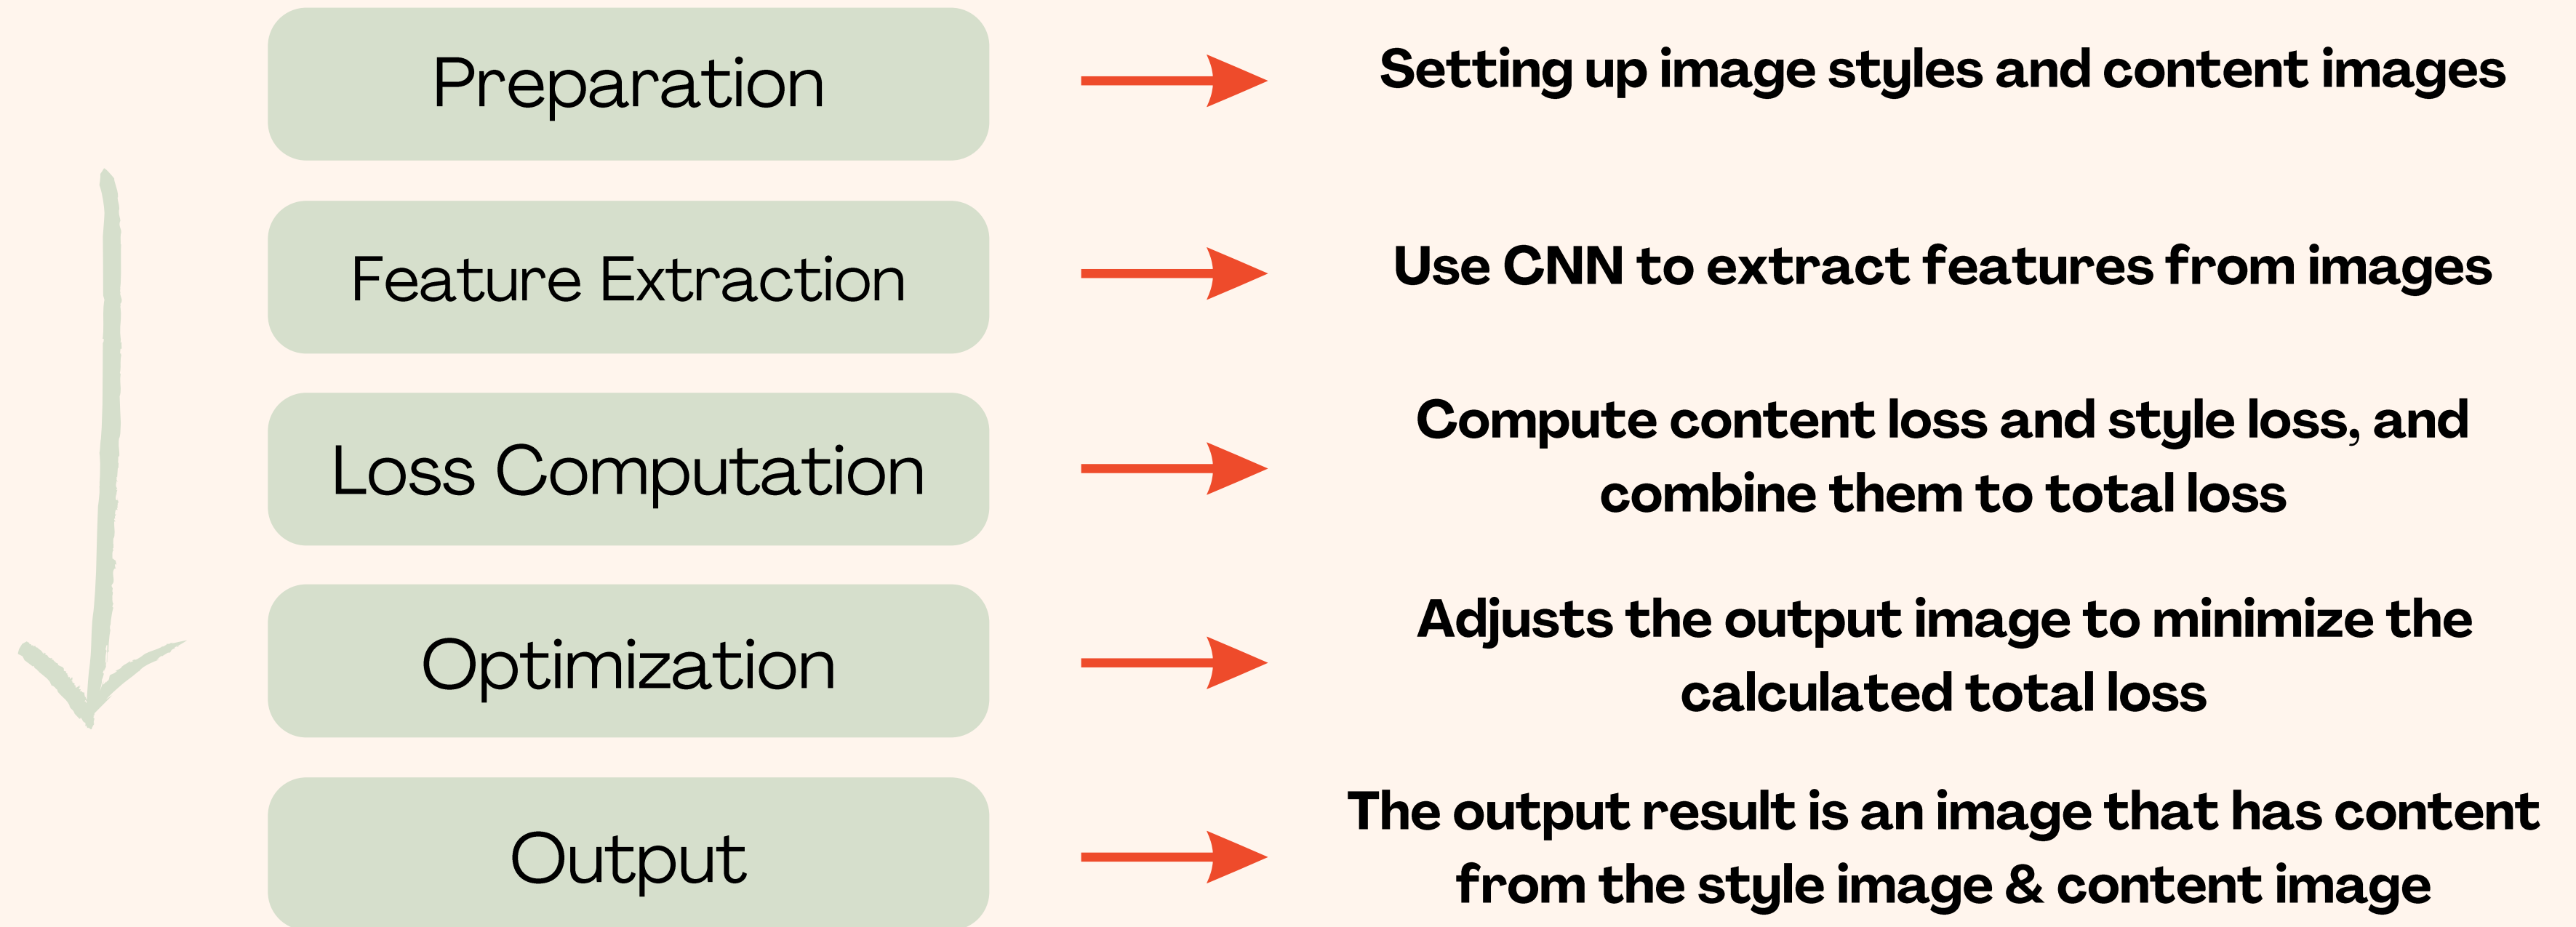 Preparation
Setting up image styles and content images
Feature Extraction
Use CNN to extract features from images
Loss Computation
Compute content loss and style loss, and
combine them to total loss
Optimization
Adjusts the output image to minimize the
calculated total loss
Output
The output result is an image that has content
from the style image & content image